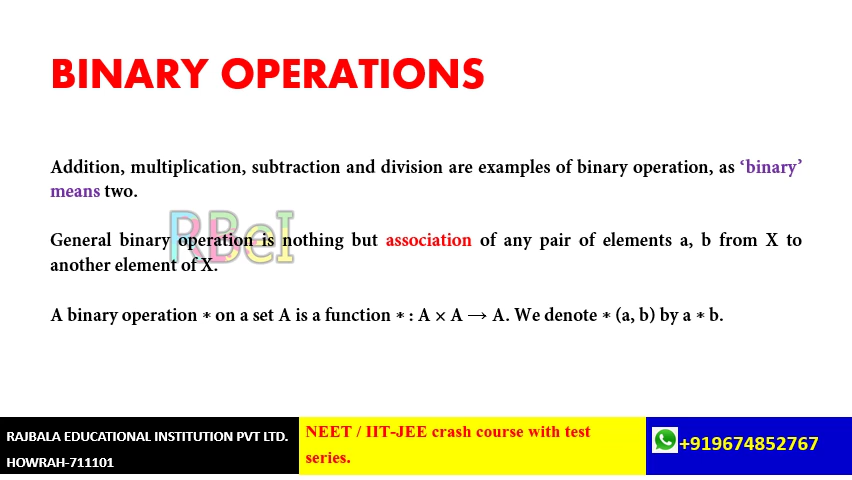 BINARY OPERATIONS
Addition, multiplication, subtraction and division are examples of binary operation, as ‘binary’
means two.
RBeI
General binary operation is nothing but association of any pair of elements a, b from X to
another element of X.
A binary operation ∗ on a set A is a function ∗ : A × A → A. We denote ∗ (a, b) by a ∗ b.
RAJBALA EDUCATIONAL INSTITUTION PVT LTD.
HOWRAH-711101
NEET / IIT-JEE crash course with test
series.
+919674852767